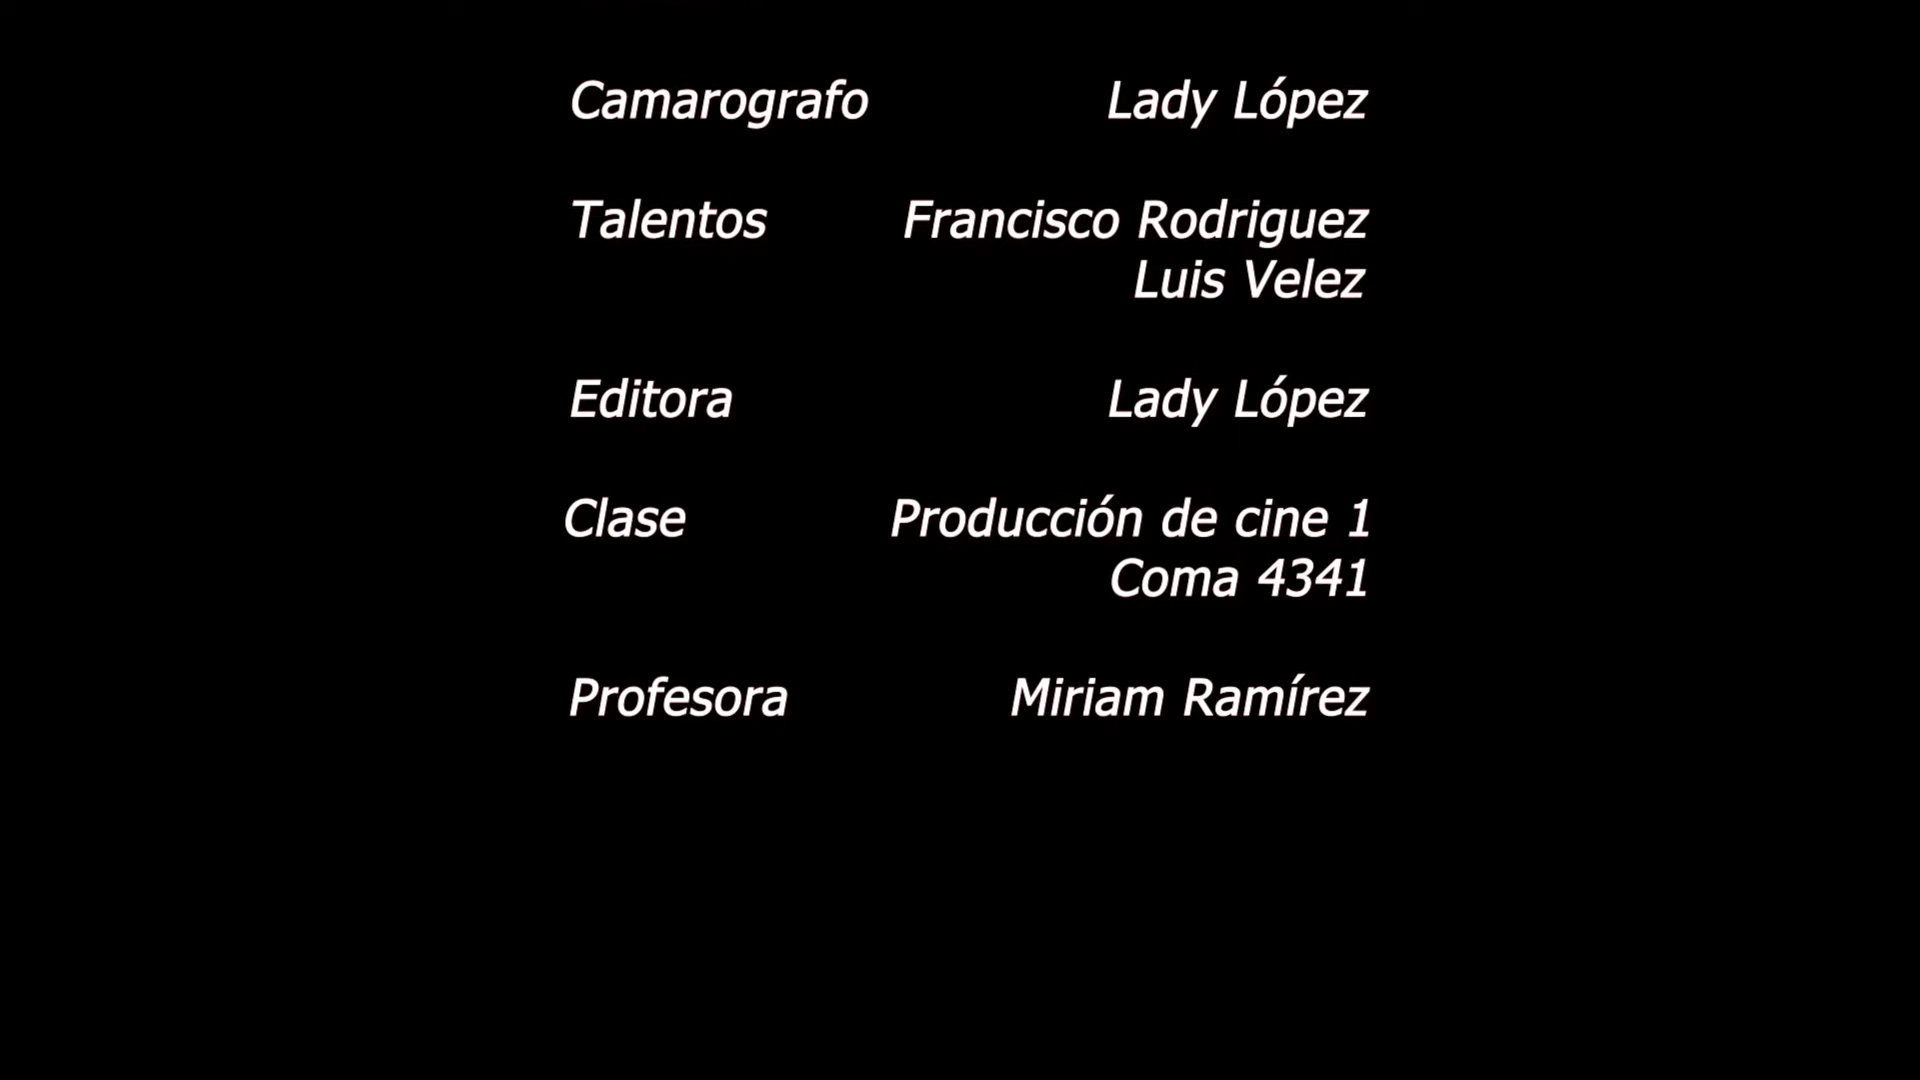 Camarografo Lady López
Talentos Francisco Rodriguez
Luis Velez
Editora Lady López
Clase Producción de cine 1
Coma 4341
Profesora Miriam Ramírez